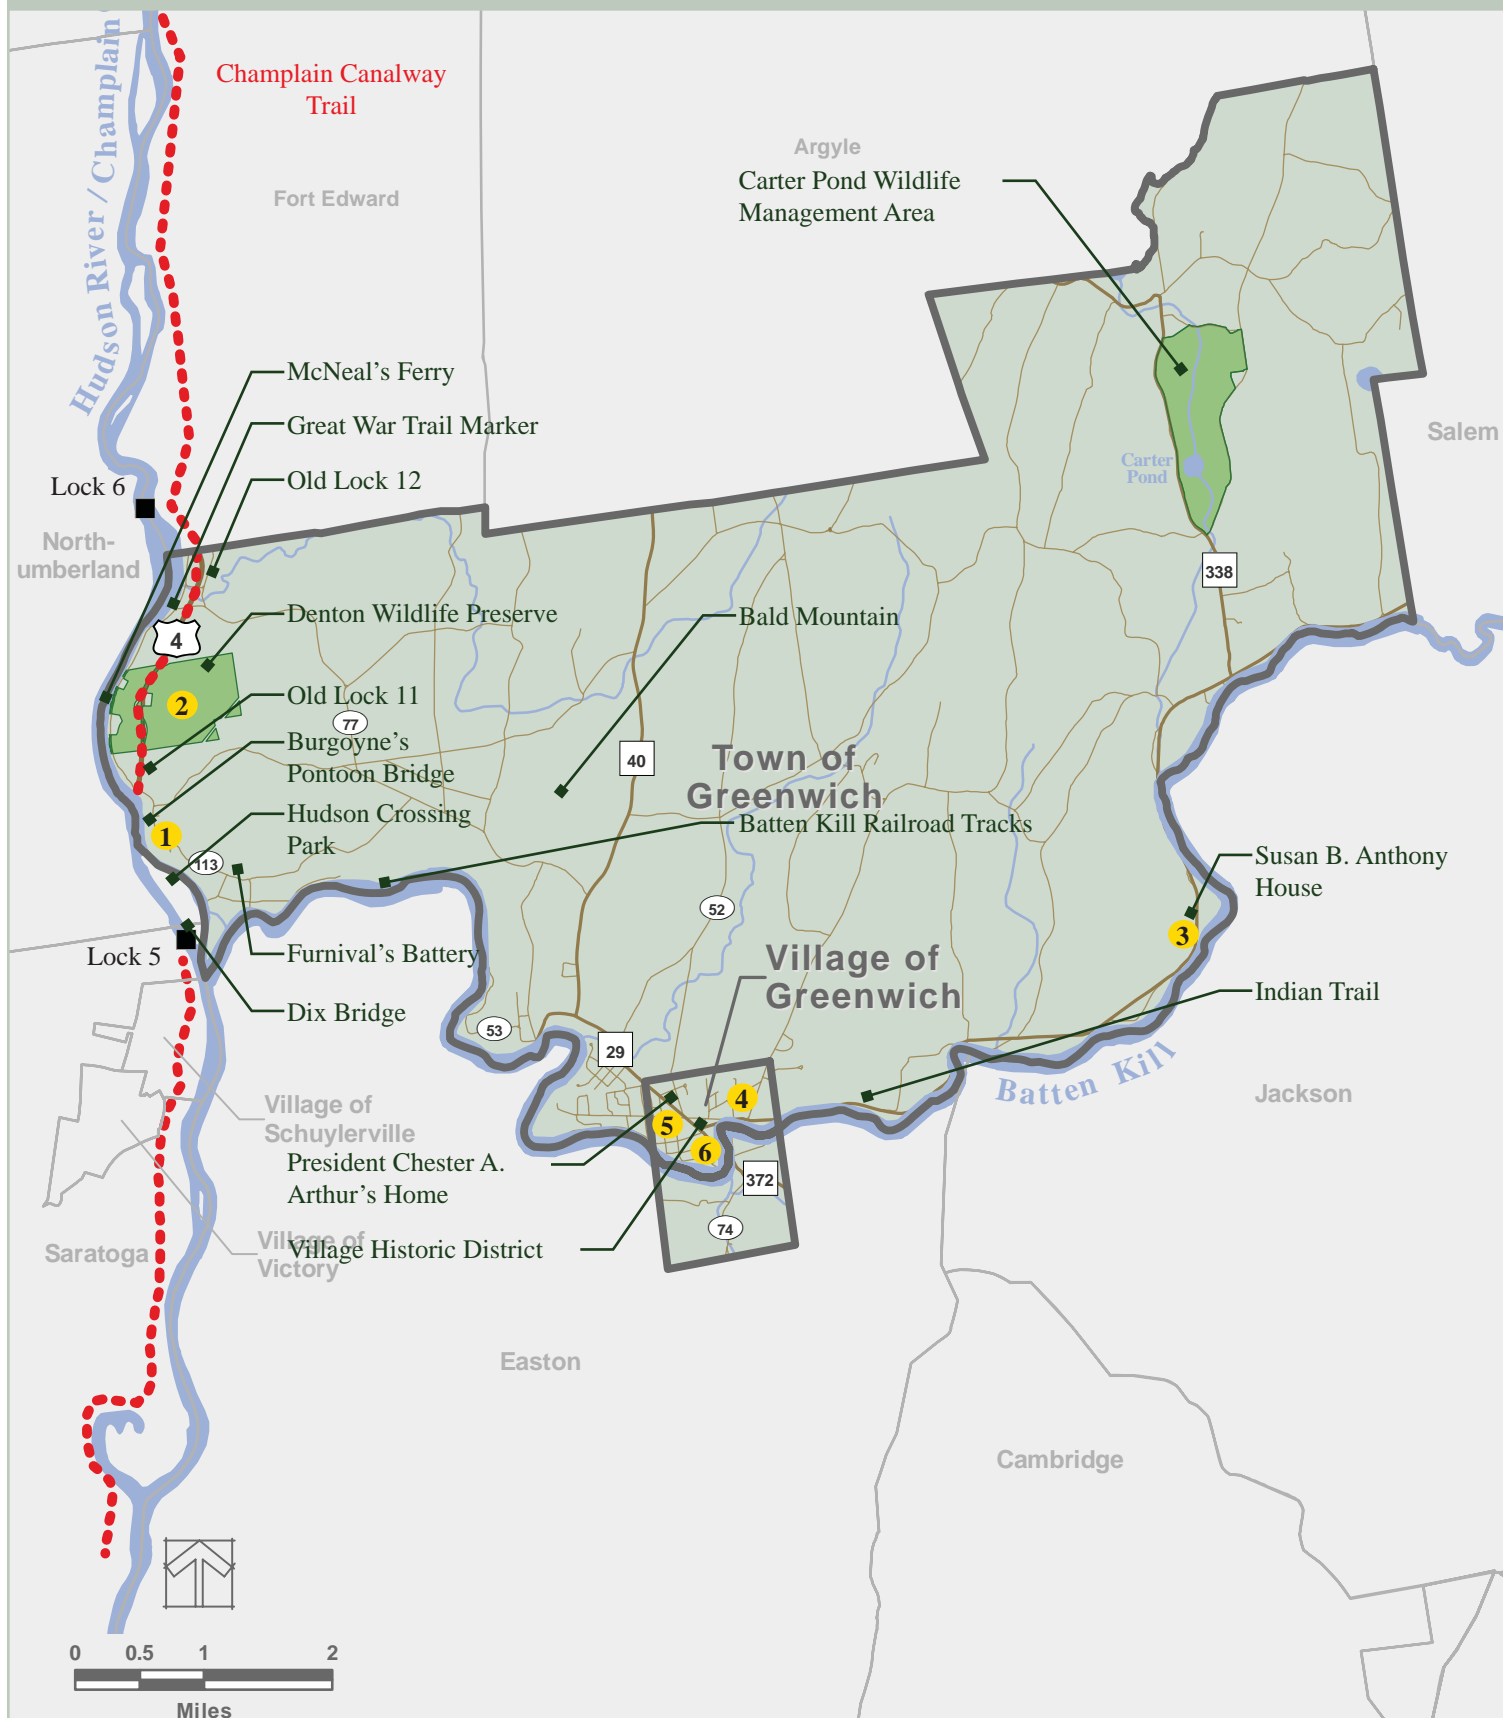 Hudson River / Champlain
Champlain Canalway
Trail
Fort Edward
Argyle
Carter Pond Wildlife
Management Area
McNeal's Ferry
Great War Trail Marker
Old Lock 12
Lock 6
Salem
Carter
Pond
North-
umberland
338
Denton Wildlife Preserve
Bald Mountain
4
2
Old Lock 11
77
Burgoyne's
Pontoon Bridge
40
Town of
Greenwich
Hudson Crossing
Park
1
113
Batten Kill Railroad Tracks
Susan B. Anthony
House
52
3
Lock 5
Furnival's Battery
Village of
Greenwich
Indian Trail
Dix Bridge
53
29
Batten Kill
Jackson
Village of
Schuylerville
4
5
6
President Chester A.
Arthur's Home
372
74
Saratoga
Village of
Victory
Village Historic District
Easton
Cambridge
0 0.5 1 2
Miles